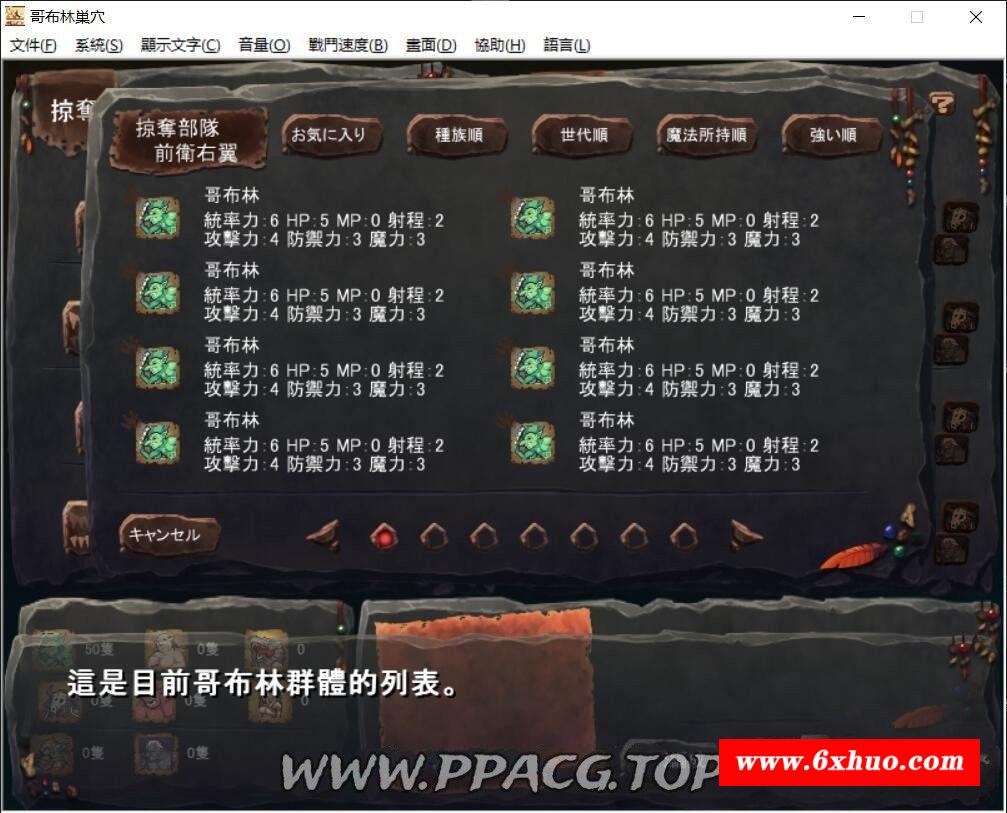 哥布林巢穴
文件(F) 系統(S) 顯示文字(C) 音量(O) 戰鬥速度(B) 畫面(D) 協助(H) 語言(L)
掠奪
掠奪部隊
前衛右翼
お気に入り 種族順 世代順 魔法所持順 強い順
哥布林
統率力:6 HP:5 MP:0 射程:2
攻擊力:4 防禦力:3 魔力:3
哥布林
統率力:6 HP:5 MP:0 射程:2
攻擊力:4 防禦力:3 魔力:3
哥布林
統率力:6 HP:5 MP:0 射程:2
攻擊力:4 防禦力:3 魔力:3
哥布林
統率力:6 HP:5 MP:0 射程:2
攻擊力:4 防禦力:3 魔力:3
哥布林
統率力:6 HP:5 MP:0 射程:2
攻擊力:4 防禦力:3 魔力:3
哥布林
統率力:6 HP:5 MP:0 射程:2
攻擊力:4 防禦力:3 魔力:3
哥布林
統率力:6 HP:5 MP:0 射程:2
攻擊力:4 防禦力:3 魔力:3
哥布林
統率力:6 HP:5 MP:0 射程:2
攻擊力:4 防禦力:3 魔力:3
キャンセル
50隻 0隻 0
這是目前哥布林群體的列表。
0隻 0隻 0
0隻 0隻
WWW.PPACG.TOP
www.6xhuo.com